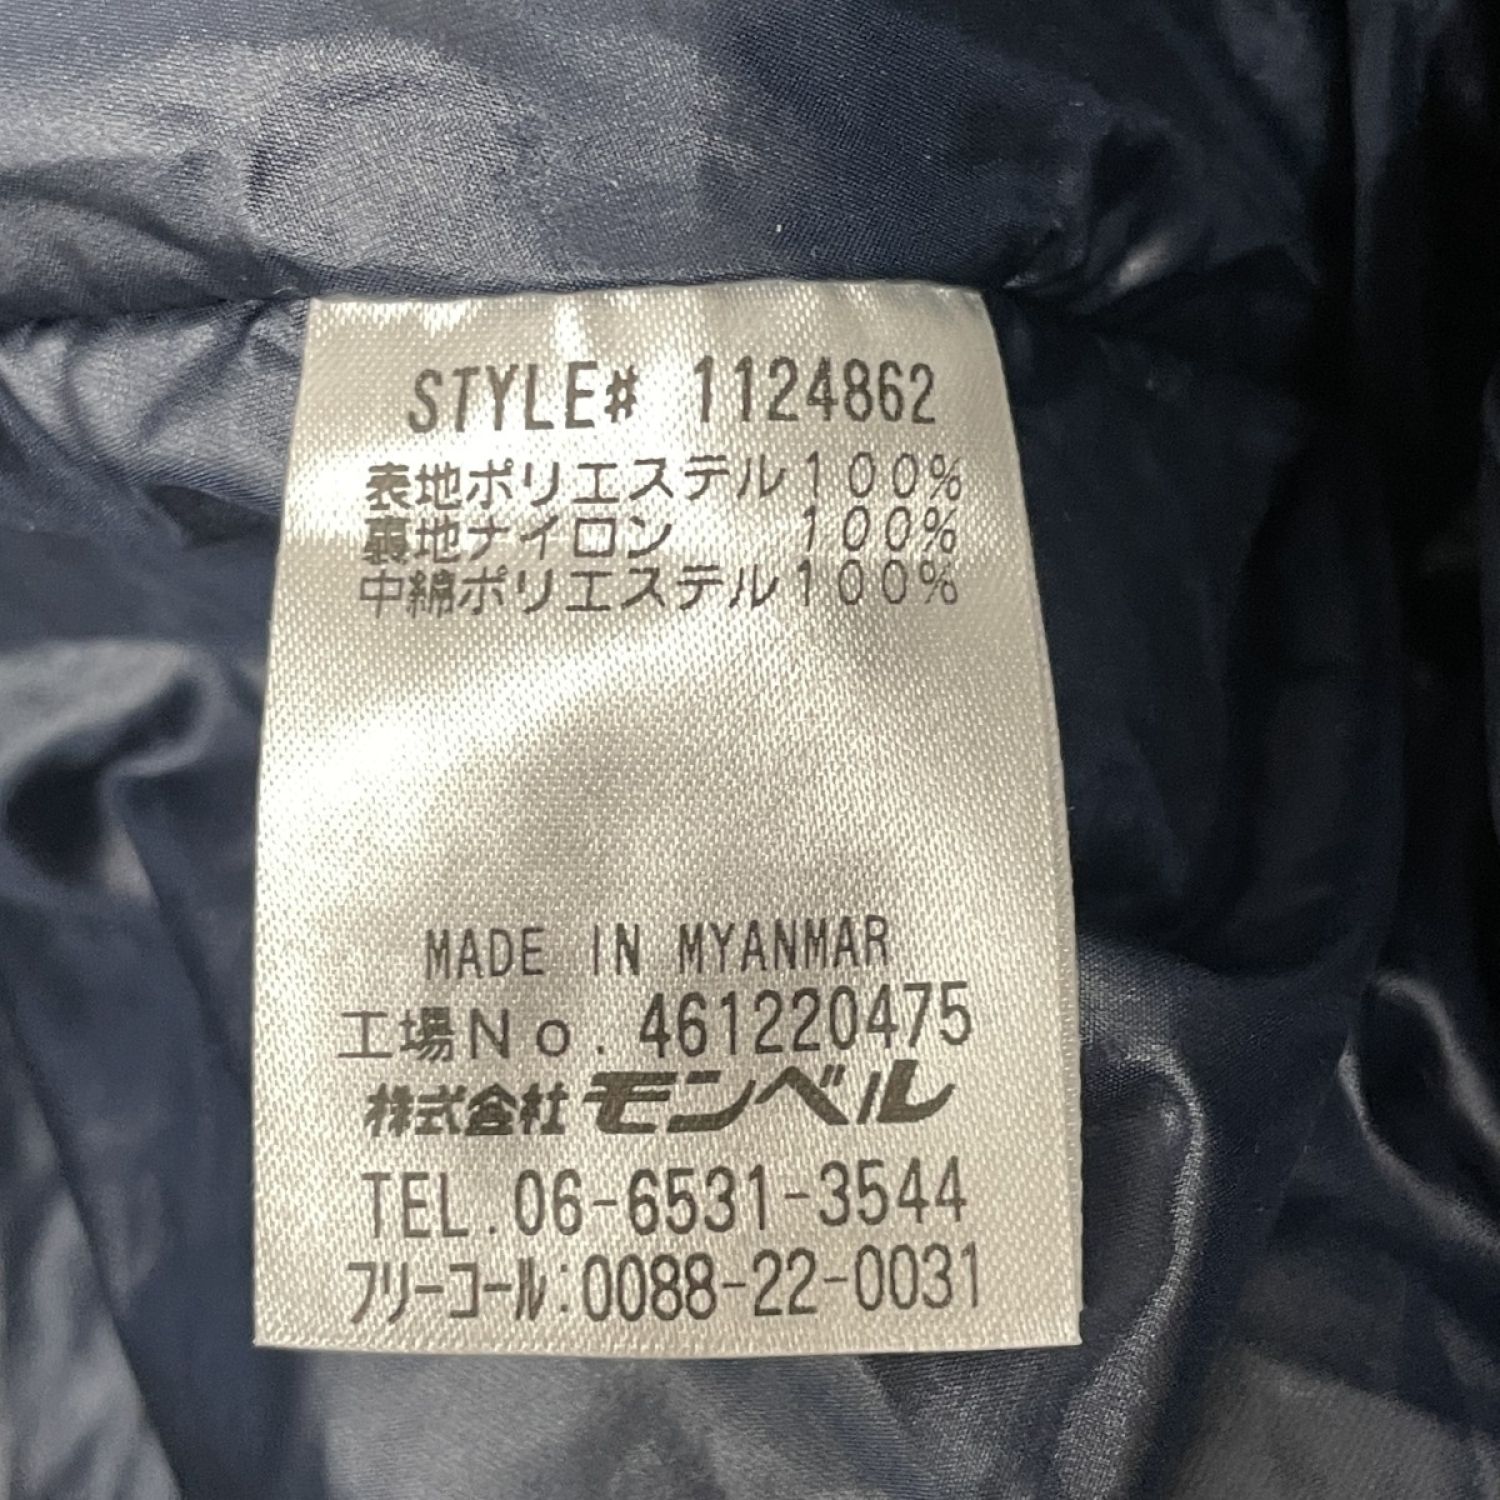 STYLE# 1124862
表地ポリエステル100%
裏地ナイロン 100%
中綿ポリエステル100%
MADE IN MYANMAR
工場No. 461220475
株式会社モンベル
TEL.06-6531-3544
フリーコール:0088-22-0031